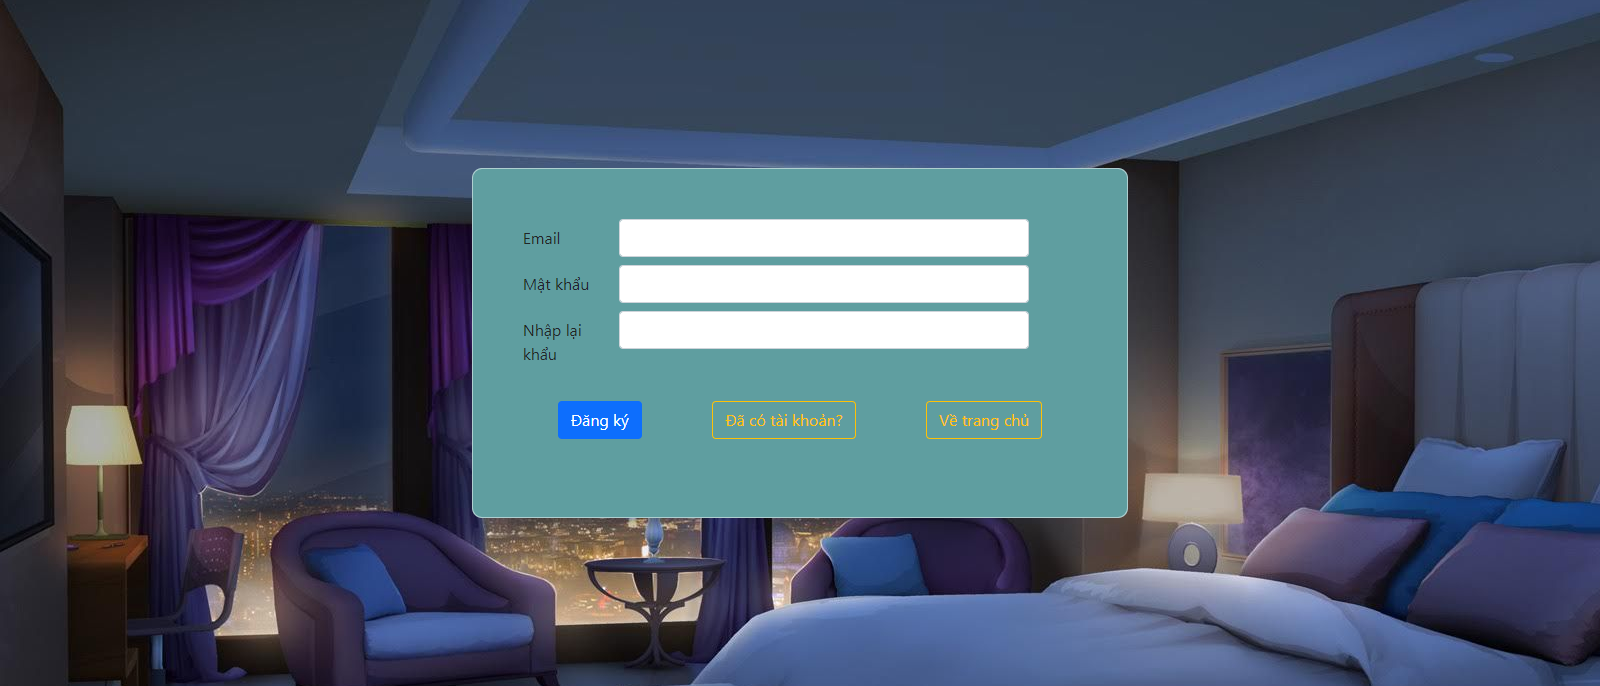 Email
Mật khẩu
Nhập lại
khẩu
Đăng ký Đã có tài khoản? Về trang chủ